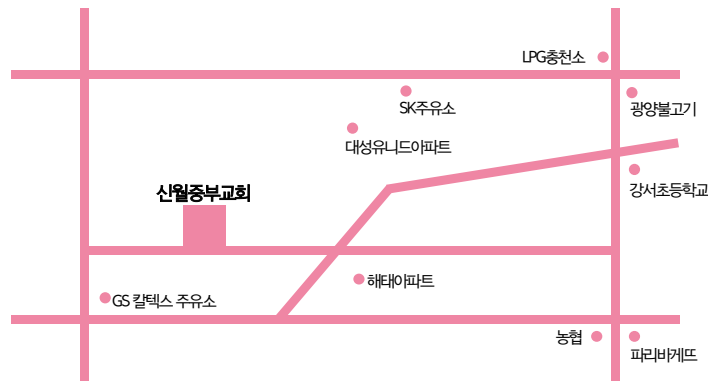 LPG충천소
SK주유소
광양불고기
대성유니드아파트
신월중부교회
강서초등학교
해태아파트
GS 칼텍스 주유소
농협
파리바게뜨